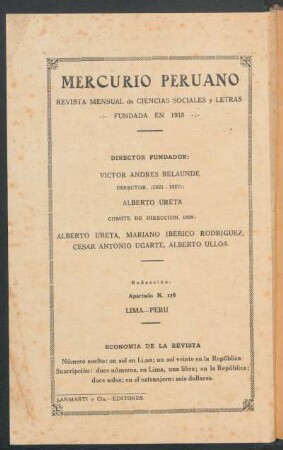 MERCURIO PERUANO
REVISTA MENSUAL de CIENCIAS SOCIALES y LETRAS
-:- FUNDADA EN 1918 -:-
DIRECTOR FUNDADOR:
VICTOR ANDRES BELAUNDE
DIRECTOR, (1921 - 1927):
ALBERTO URETA
COMITE DE DIRECCION, 1928:
ALBERTO URETA, MARIANO IBERICO RODRIGUEZ,
CESAR ANTONIO UGARTE, ALBERTO ULLOA
Redacción:
Apartado N. 176
LIMA—PERU
ECONOMIA DE LA REVISTA
Número suelto: un sol en Lima; un sol veinte en la República:
Suscripción: doce números, en Lima, una libra; en la República;
doce soles; en el extranjero: seis dollares.
SANMARTI y Cia.—EDITORES.